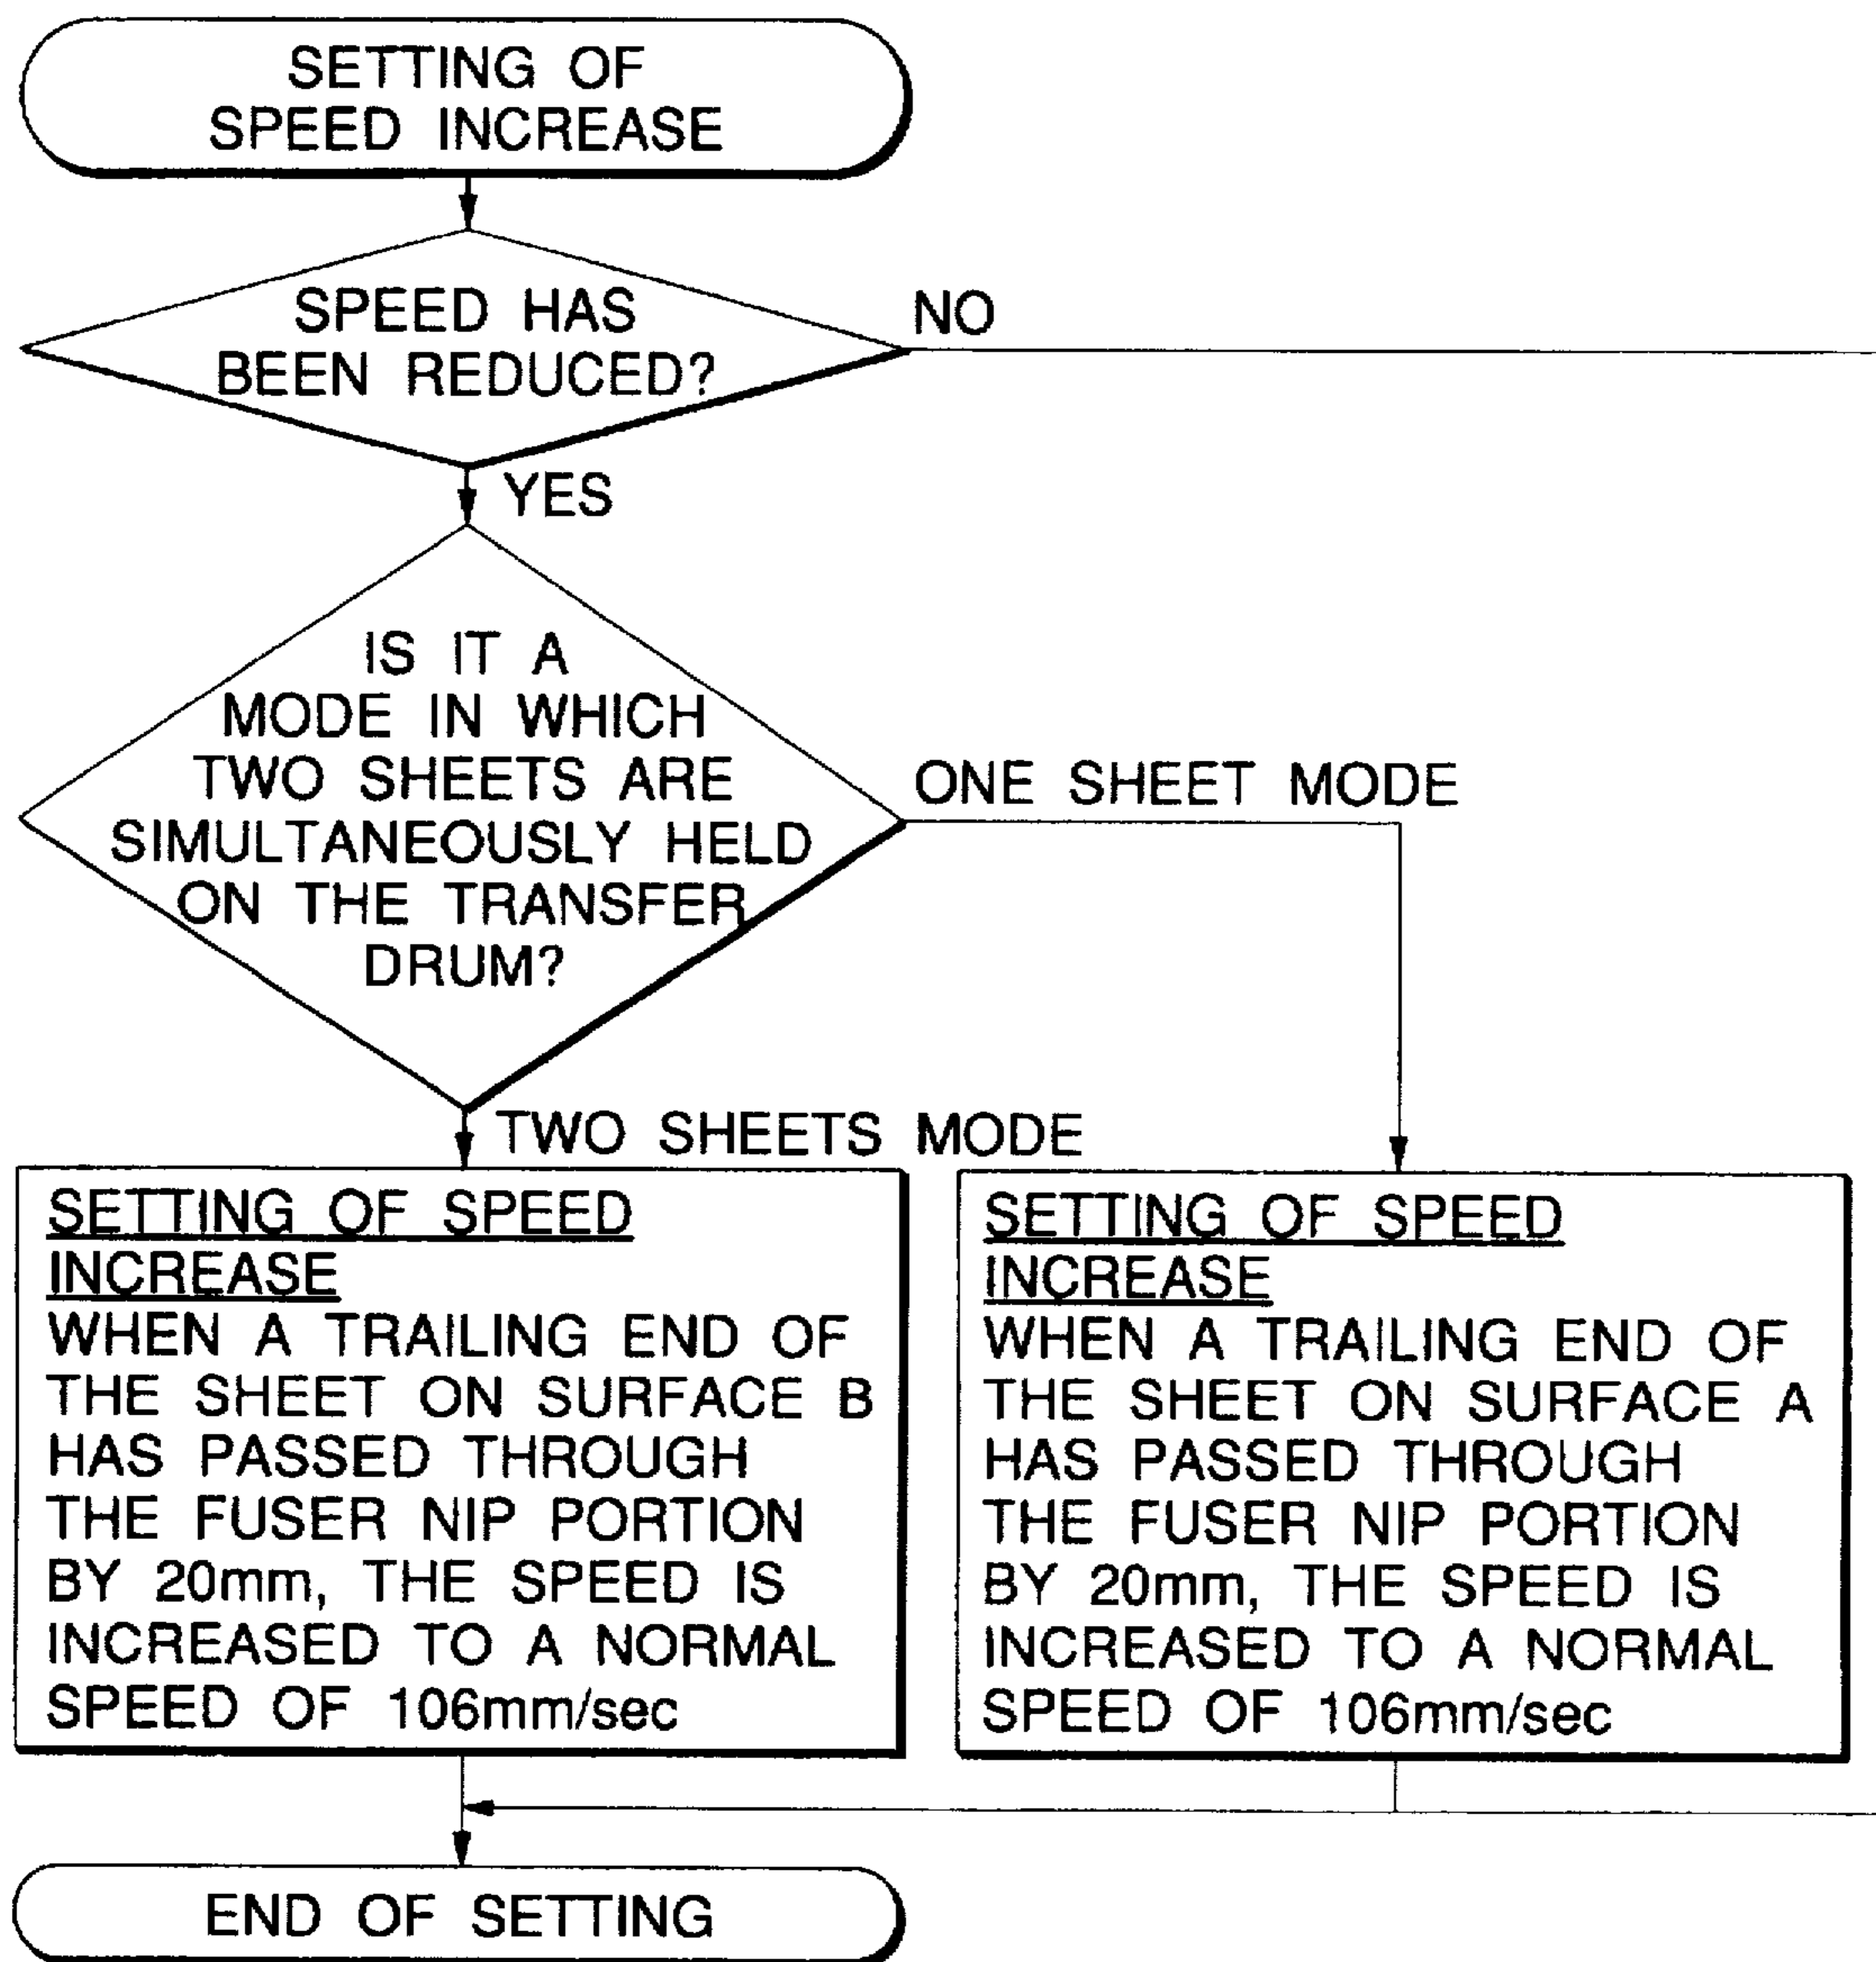 SETTING OF
SPEED INCREASE
SPEED HAS
BEEN REDUCED?
NO
YES
IS IT A
MODE IN WHICH
TWO SHEETS ARE
SIMULTANEOUSLY HELD
ON THE TRANSFER
DRUM?
ONE SHEET MODE
TWO SHEETS MODE
SETTING OF SPEED
INCREASE
WHEN A TRAILING END OF
THE SHEET ON SURFACE B
HAS PASSED THROUGH
THE FUSER NIP PORTION
BY 20mm, THE SPEED IS
INCREASED TO A NORMAL
SPEED OF 106mm/sec
SETTING OF SPEED
INCREASE
WHEN A TRAILING END OF
THE SHEET ON SURFACE A
HAS PASSED THROUGH
THE FUSER NIP PORTION
BY 20mm, THE SPEED IS
INCREASED TO A NORMAL
SPEED OF 106mm/sec
END OF SETTING